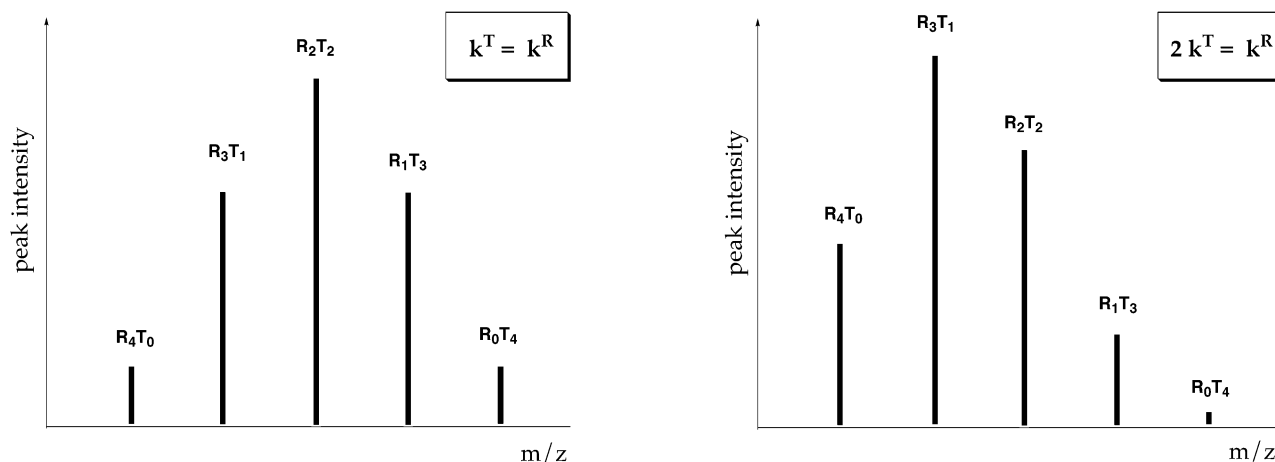 k^T = k^R
R₂T₂
R₃T₁
R₁T₃
R₄T₀
R₀T₄
peak intensity
m/z
2 k^T = k^R
R₃T₁
R₂T₂
R₄T₀
R₁T₃
R₀T₄
peak intensity
m/z